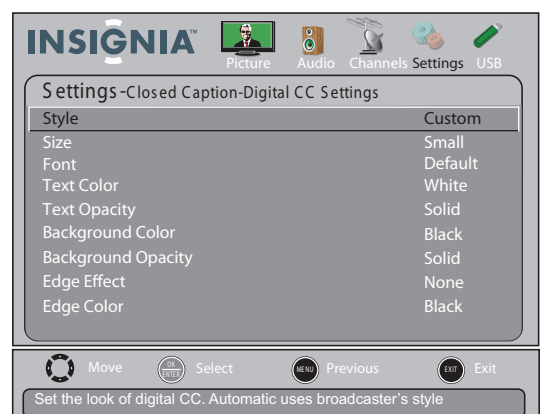 INSIGNIA™
Picture Audio Channels Settings USB
Settings-Closed Caption-Digital CC Settings
Style Custom
Size Small
Font Default
Text Color White
Text Opacity Solid
Background Color Black
Background Opacity Solid
Edge Effect None
Edge Color Black
Move OK ENTER Select MENU Previous EXIT Exit
Set the look of digital CC. Automatic uses broadcaster's style